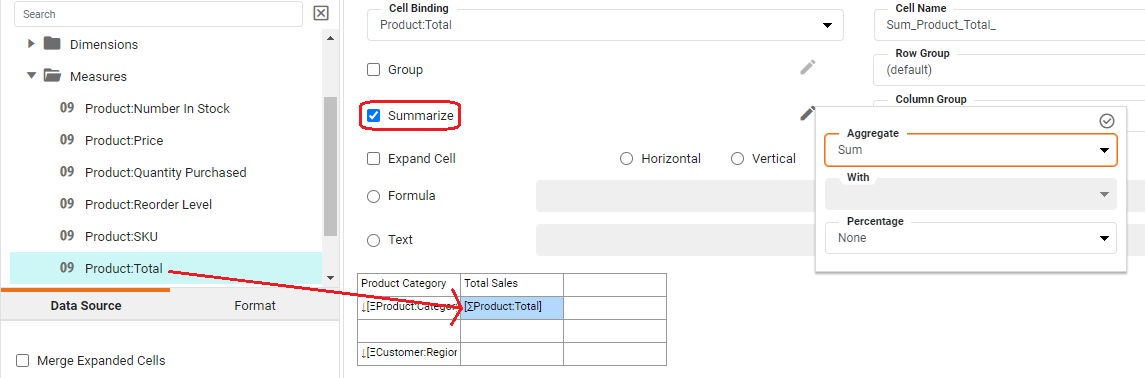 Search
Dimensions
Measures
09 Product:Number In Stock
09 Product:Price
09 Product:Quantity Purchased
09 Product:Reorder Level
09 Product:SKU
09 Product:Total
Data Source
Format
Merge Expanded Cells
Cell Binding
Product:Total
Cell Name
Sum_Product_Total_
Group
Row Group
(default)
Summarize
Column Group
Expand Cell
Horizontal
Vertical
Formula
Text
Aggregate
Sum
With
Percentage
None
Product Category
Total Sales
↓[ΞProduct:Categor
[ΣProduct:Total]
↓[ΞCustomer:Region